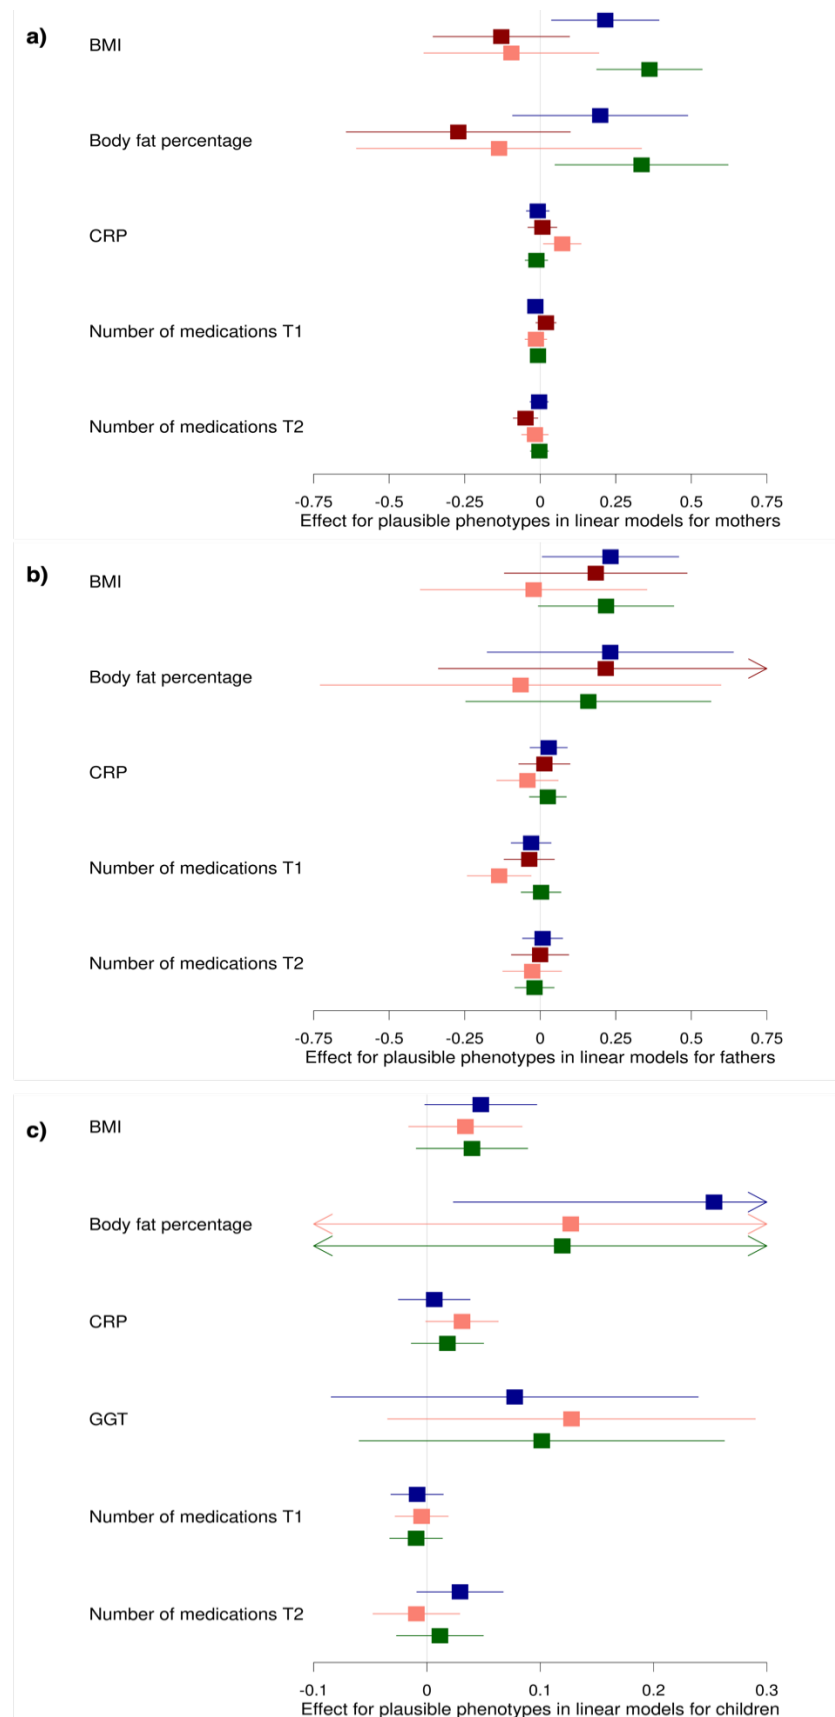 a)
BMI
Body fat percentage
CRP
Number of medications T1
Number of medications T2
-0.75 -0.5 -0.25 0 0.25 0.5 0.75
Effect for plausible phenotypes in linear models for mothers
b)
BMI
Body fat percentage
CRP
Number of medications T1
Number of medications T2
-0.75 -0.5 -0.25 0 0.25 0.5 0.75
Effect for plausible phenotypes in linear models for fathers
c)
BMI
Body fat percentage
CRP
GGT
Number of medications T1
Number of medications T2
-0.1 0 0.1 0.2 0.3
Effect for plausible phenotypes in linear models for children